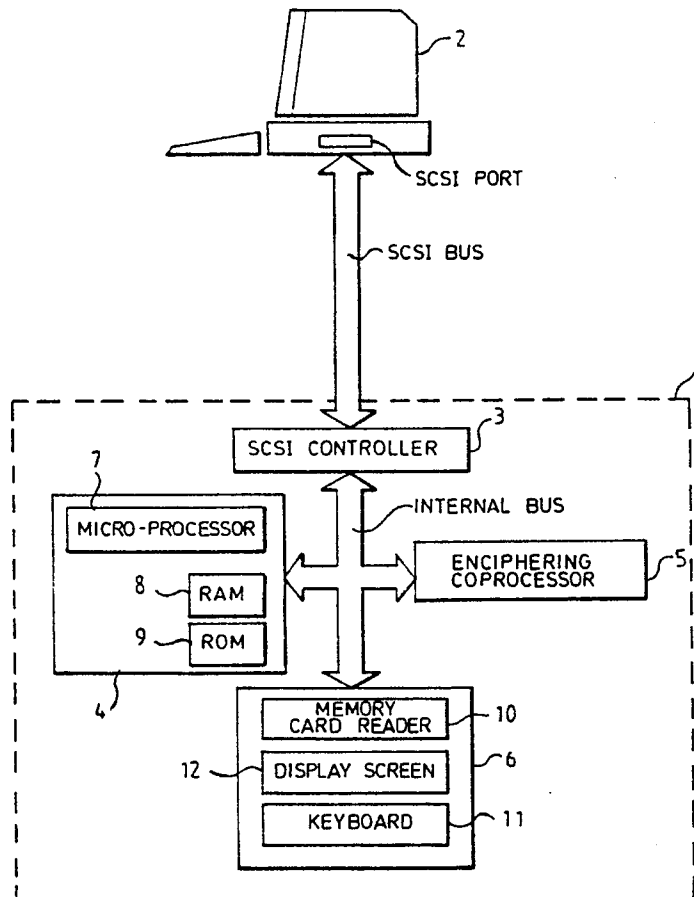 2
SCSI PORT
SCSI BUS
3
SCSI CONTROLLER
7
INTERNAL BUS
MICRO-PROCESSOR
ENCIPHERING
COPROCESSOR
5
8
RAM
9
ROM
4
MEMORY
CARD READER
10
12
DISPLAY SCREEN
6
KEYBOARD
11